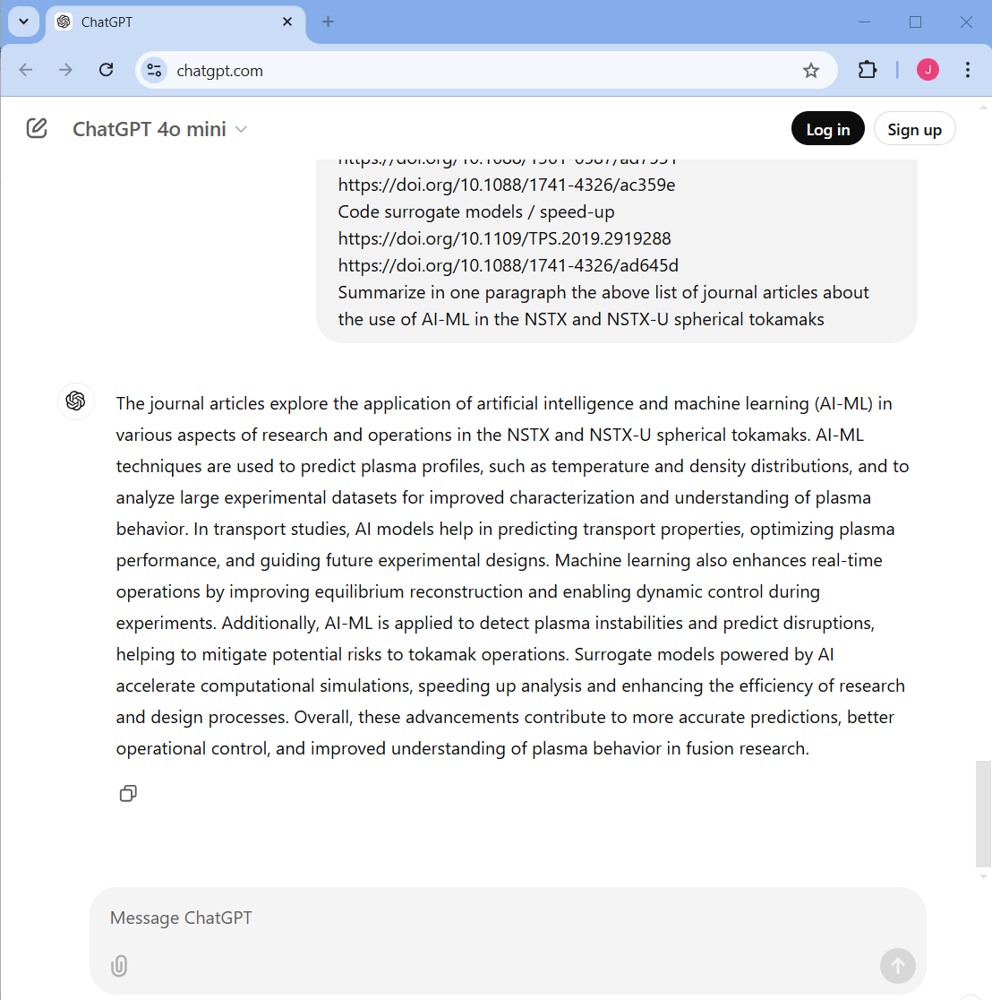 ChatGPT
chatgpt.com
J
ChatGPT 4o mini
Log in
Sign up
https://doi.org/10.1088/1741-4326/ac359e
Code surrogate models / speed-up
https://doi.org/10.1109/TPS.2019.2919288
https://doi.org/10.1088/1741-4326/ad645d
Summarize in one paragraph the above list of journal articles about
the use of AI-ML in the NSTX and NSTX-U spherical tokamaks
The journal articles explore the application of artificial intelligence and machine learning (AI-ML) in
various aspects of research and operations in the NSTX and NSTX-U spherical tokamaks. AI-ML
techniques are used to predict plasma profiles, such as temperature and density distributions, and to
analyze large experimental datasets for improved characterization and understanding of plasma
behavior. In transport studies, AI models help in predicting transport properties, optimizing plasma
performance, and guiding future experimental designs. Machine learning also enhances real-time
operations by improving equilibrium reconstruction and enabling dynamic control during
experiments. Additionally, AI-ML is applied to detect plasma instabilities and predict disruptions,
helping to mitigate potential risks to tokamak operations. Surrogate models powered by AI
accelerate computational simulations, speeding up analysis and enhancing the efficiency of research
and design processes. Overall, these advancements contribute to more accurate predictions, better
operational control, and improved understanding of plasma behavior in fusion research.
Message ChatGPT